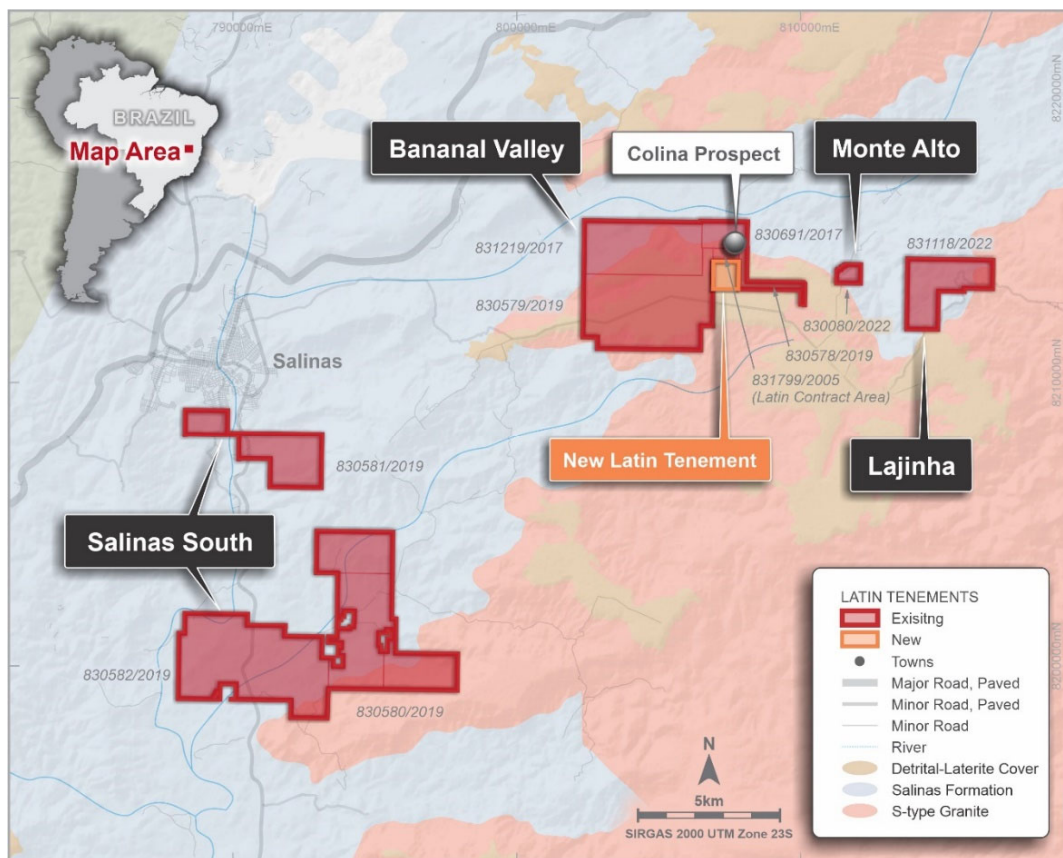 790000mE
800000mE
810000mE
8220000mN
BRAZIL
Map Area
Bananal Valley
Colina Prospect
Monte Alto
831219/2017
830691/2017
831118/2022
830579/2019
830080/2022
830578/2019
Salinas
831799/2005
(Latin Contract Area)
8210000mN
New Latin Tenement
Lajinha
830581/2019
Salinas South
830582/2019
830580/2019
LATIN TENEMENTS
Exisitng
New
Towns
Major Road, Paved
Minor Road, Paved
Minor Road
River
Detrital-Laterite Cover
Salinas Formation
S-type Granite
N
5km
SIRGAS 2000 UTM Zone 23S